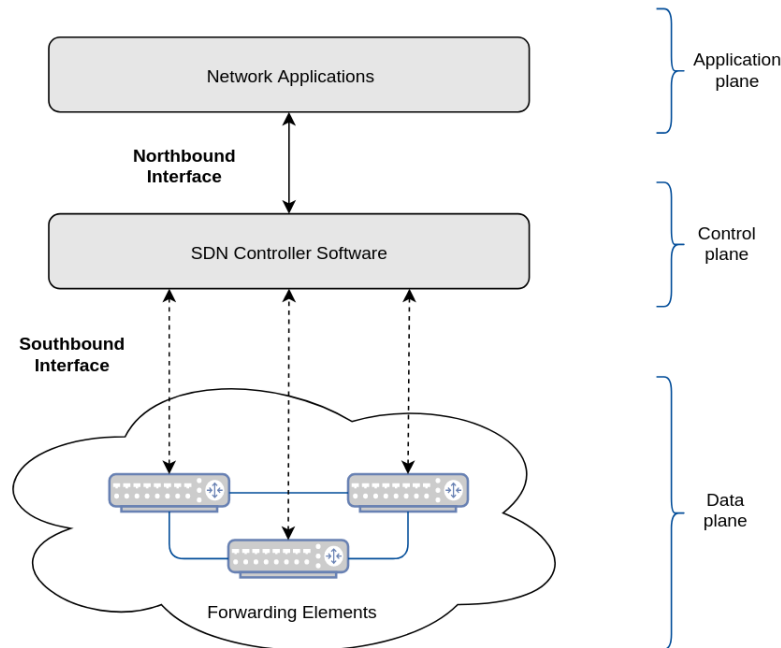 Network Applications
Application
plane
Northbound
Interface
SDN Controller Software
Control
plane
Southbound
Interface
Data
plane
Forwarding Elements